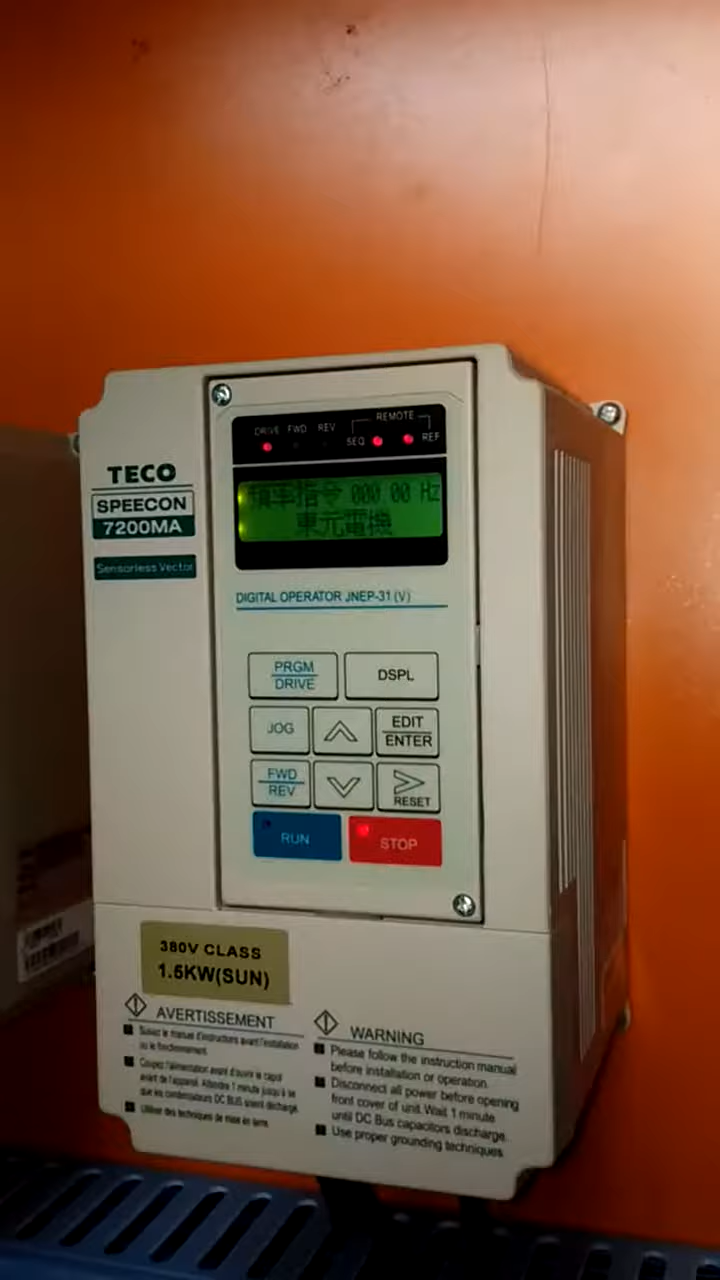 DRIVE FWD REV
REMOTE
SEQ REF
頻率指令 000 00 Hz
東元電機
TECO
SPEECON
7200MA
Sensorless Vector
DIGITAL OPERATOR JNEP-31 (V)
PRGM
DRIVE
DSPL
JOG
EDIT
ENTER
FWD
REV
RESET
RUN
STOP
380V CLASS
1.5KW(SUN)
AVERTISSEMENT
Suivez le manuel d'instructions avant l'installation
ou le fonctionnement.
Coupez l'alimentation avant d'ouvrir le capot
avant de l'appareil. Attendre 1 minute jusqu'à ce
que les condensateurs DC BUS soient déchargé.
Utiliser des techniques de mise en terre.
WARNING
Please follow the instruction manual
before installation or operation.
Disconnect all power before opening
front cover of unit. Wait 1 minute
until DC Bus capacitors discharge.
Use proper grounding techniques.